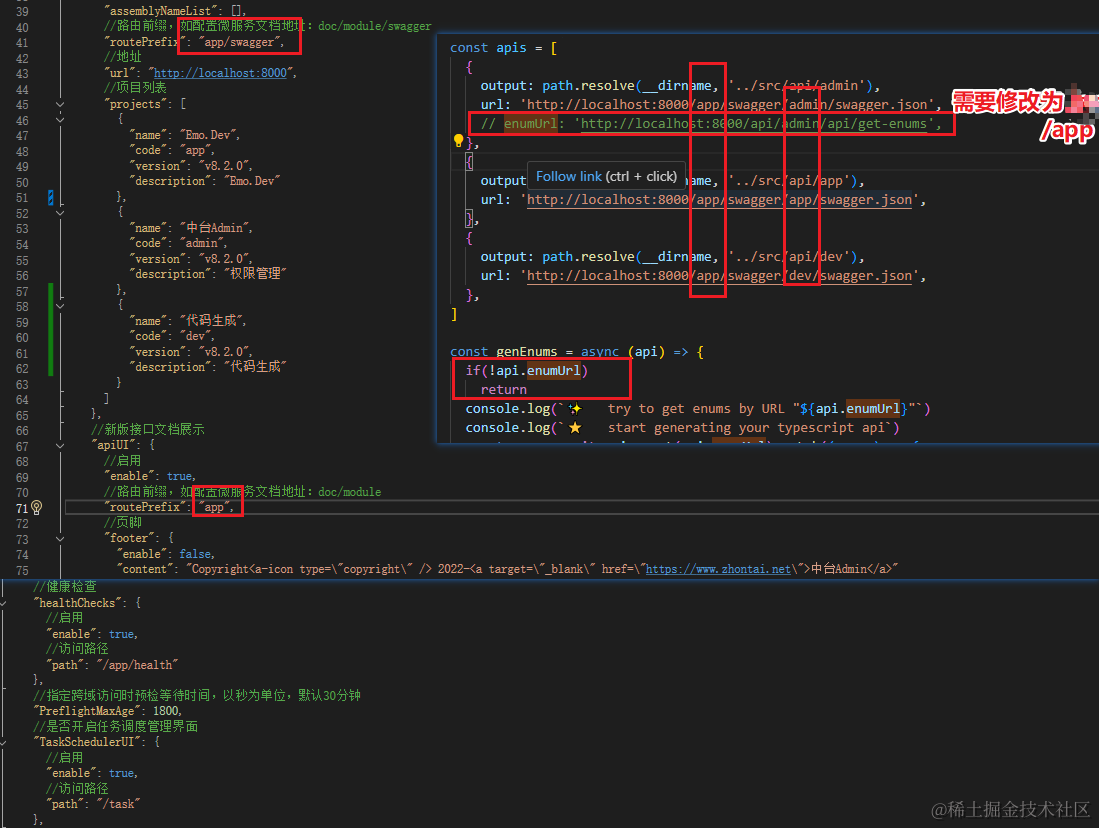 39 "assemblyNameList": [],
40 //路由前缀，如配置微服务文档地址：doc/module/swagger
41 "routePrefix": "app/swagger",
42 //地址
43 "url": "http://localhost:8000",
44 //项目列表
45 "projects": [
46 {
47 "name": "Emo.Dev",
48 "code": "app",
49 "version": "v8.2.0",
50 "description": "Emo.Dev"
51 },
52 {
53 "name": "中台Admin",
54 "code": "admin",
55 "version": "v8.2.0",
56 "description": "权限管理"
57 },
58 {
59 "name": "代码生成",
60 "code": "dev",
61 "version": "v8.2.0",
62 "description": "代码生成"
63 }
64 ]
65 },
66 //新版接口文档展示
67 "apiUI": {
68 //启用
69 "enable": true,
70 //路由前缀，如配置微服务文档地址：doc/module
71 "routePrefix": "app",
72 //页脚
73 "footer": {
74 "enable": false,
75 "content": "Copyright<a-icon type=\"copyright\" /> 2022-<a target=\"_blank\" href=\"https://www.zhontai.net\">中台Admin</a>"
const apis = [
{
output: path.resolve(__dirname, '../src/api/admin'),
url: 'http://localhost:8000/app/swagger/admin/swagger.json',
// enumUrl: 'http://localhost:8000/api/admin/api/get-enums',
需要修改为
/app
},
{
Follow link (ctrl + click)
output name, '../src/api/app'),
url: 'http://localhost:8000/app/swagger/app/swagger.json',
},
{
output: path.resolve(__dirname, '../src/api/dev'),
url: 'http://localhost:8000/app/swagger/dev/swagger.json',
},
]
const genEnums = async (api) => {
if(!api.enumUrl)
return
console.log(`✨ try to get enums by URL "${api.enumUrl}"`)
console.log(`⭐ start generating your typescript api`)
//健康检查
"healthChecks": {
//启用
"enable": true,
//访问路径
"path": "/app/health"
},
//指定跨域访问时预检等待时间，以秒为单位，默认30分钟
"PreflightMaxAge": 1800,
//是否开启任务调度管理界面
"TaskSchedulerUI": {
//启用
"enable": true,
//访问路径
"path": "/task"
},
@稀土掘金技术社区